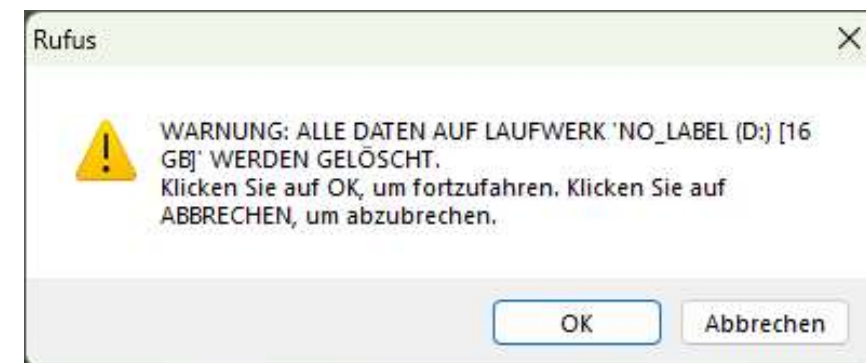 Rufus
WARNUNG: ALLE DATEN AUF LAUFWERK 'NO_LABEL (D:) [16
GB]' WERDEN GELÖSCHT.
Klicken Sie auf OK, um fortzufahren. Klicken Sie auf
ABBRECHEN, um abzubrechen.
OK
Abbrechen